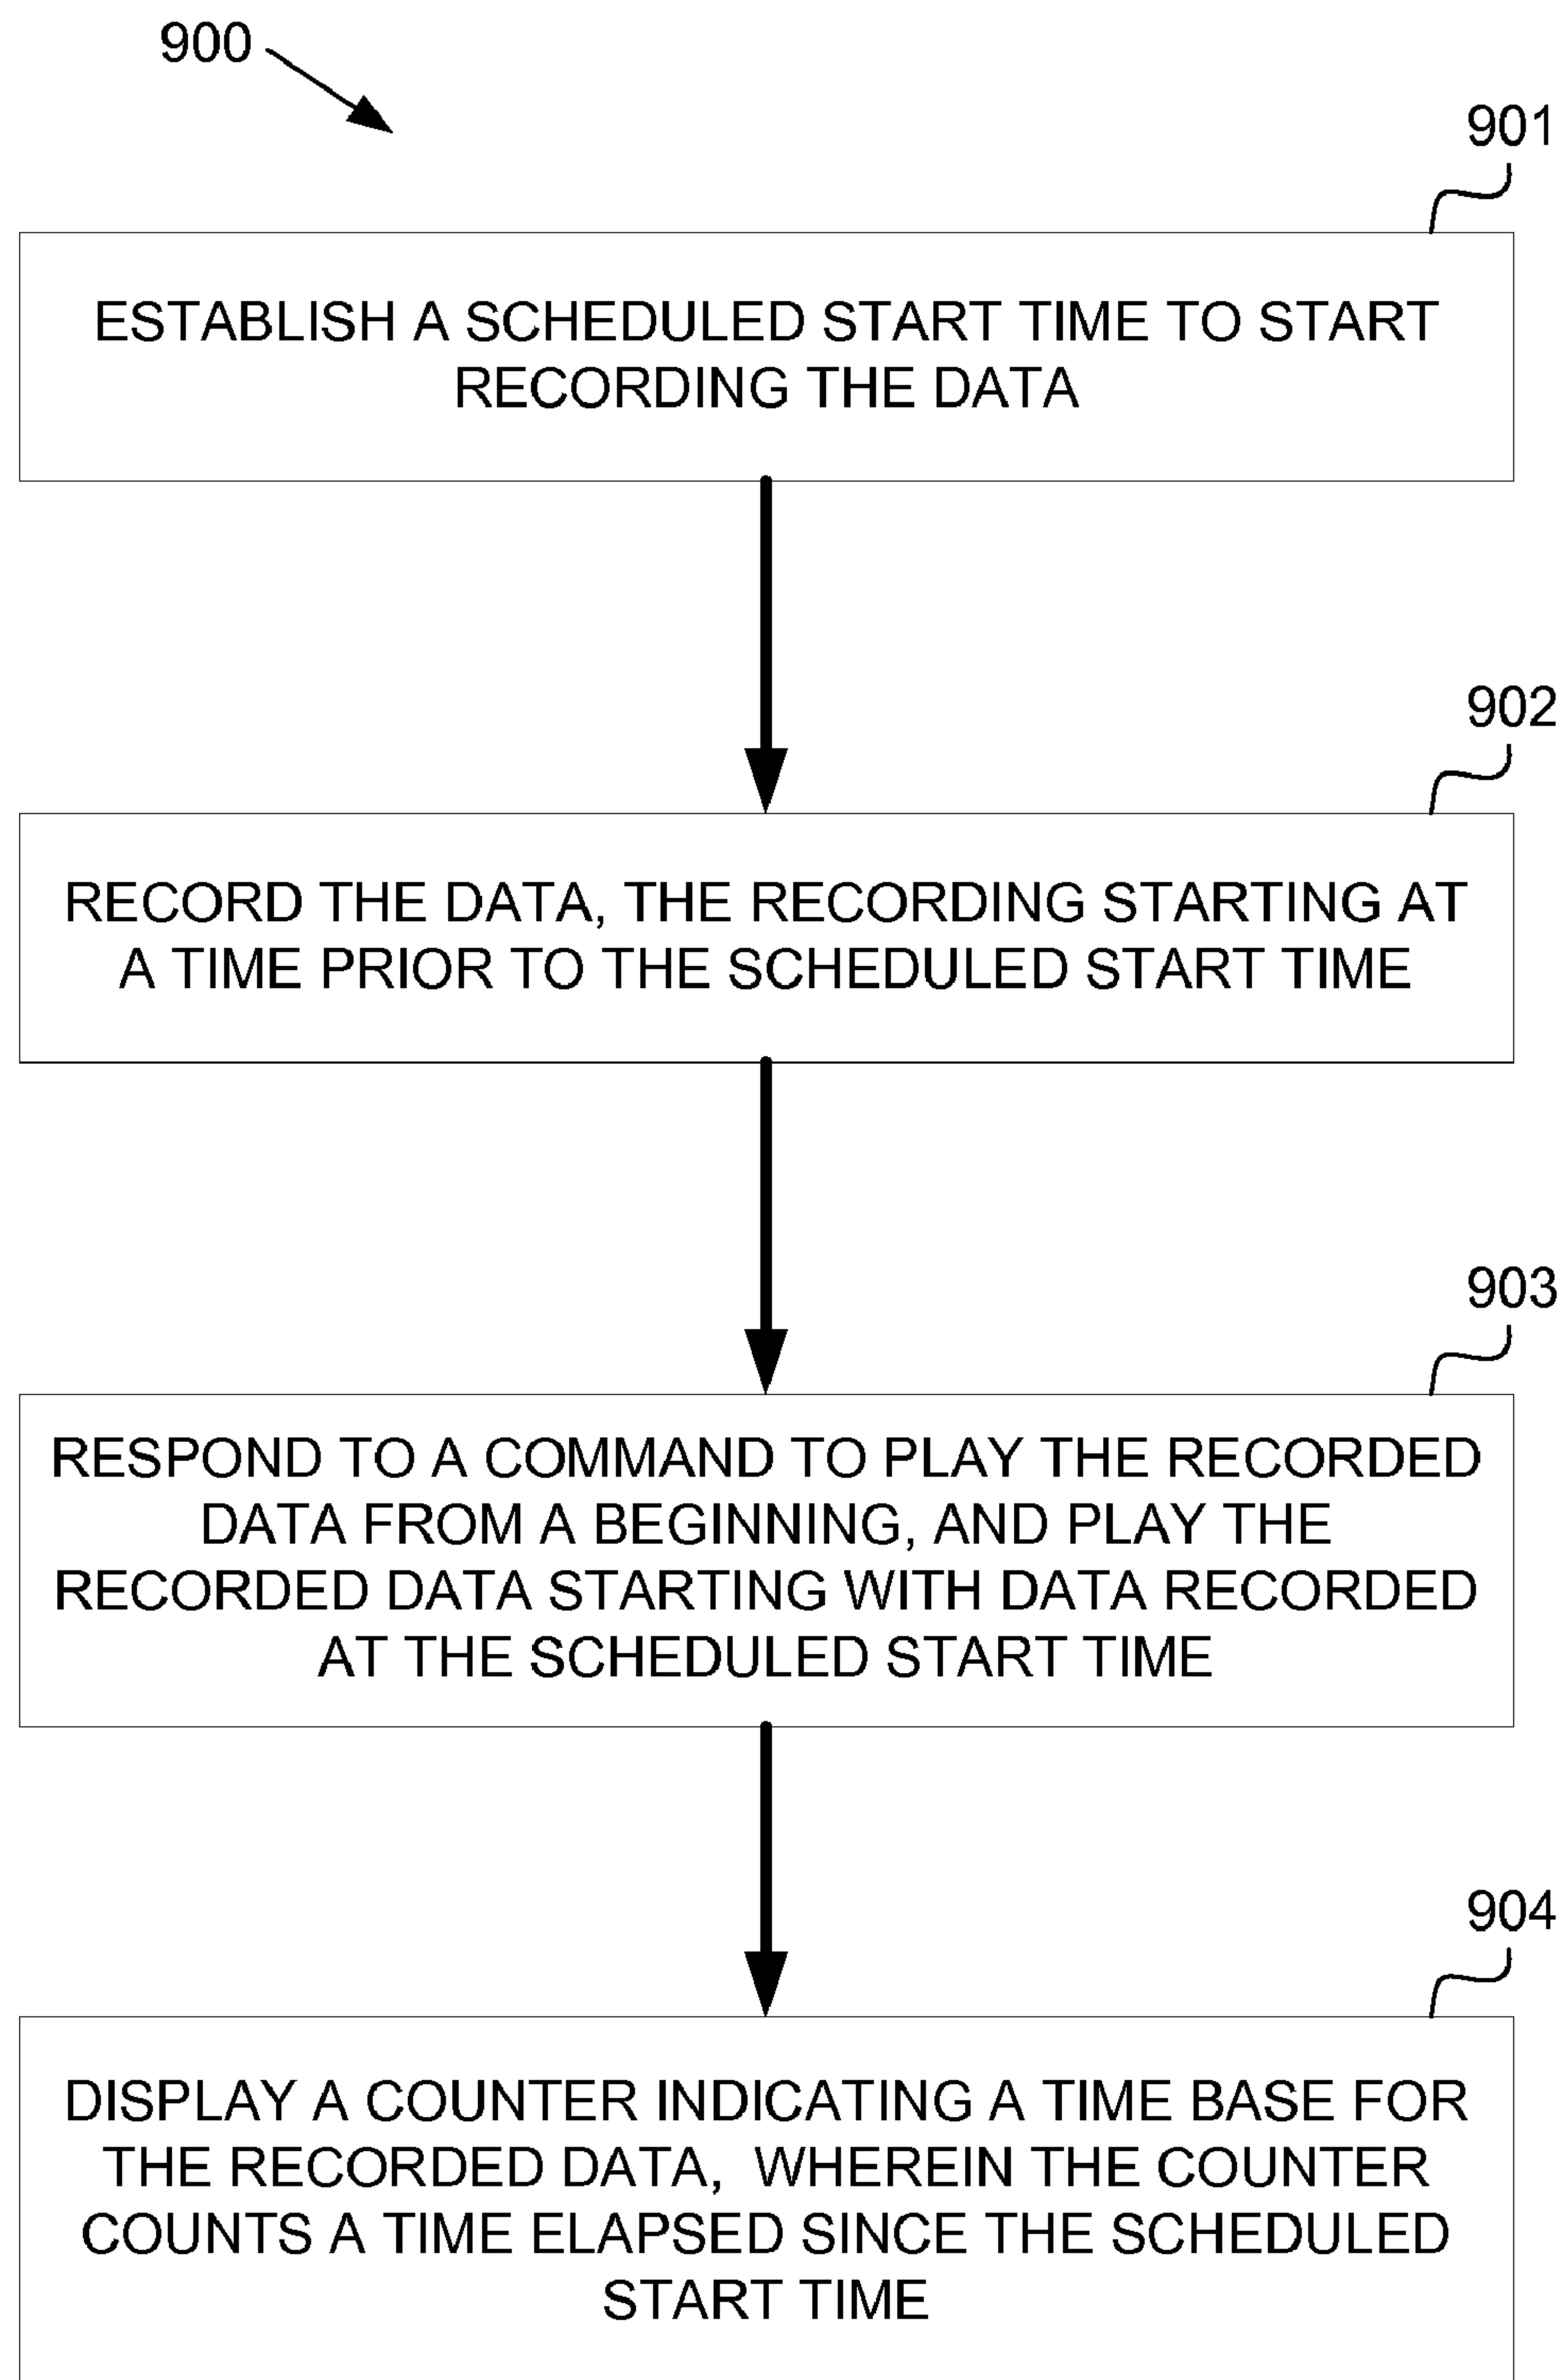 900
901
ESTABLISH A SCHEDULED START TIME TO START
RECORDING THE DATA
902
RECORD THE DATA, THE RECORDING STARTING AT
A TIME PRIOR TO THE SCHEDULED START TIME
903
RESPOND TO A COMMAND TO PLAY THE RECORDED
DATA FROM A BEGINNING, AND PLAY THE
RECORDED DATA STARTING WITH DATA RECORDED
AT THE SCHEDULED START TIME
904
DISPLAY A COUNTER INDICATING A TIME BASE FOR
THE RECORDED DATA, WHEREIN THE COUNTER
COUNTS A TIME ELAPSED SINCE THE SCHEDULED
START TIME